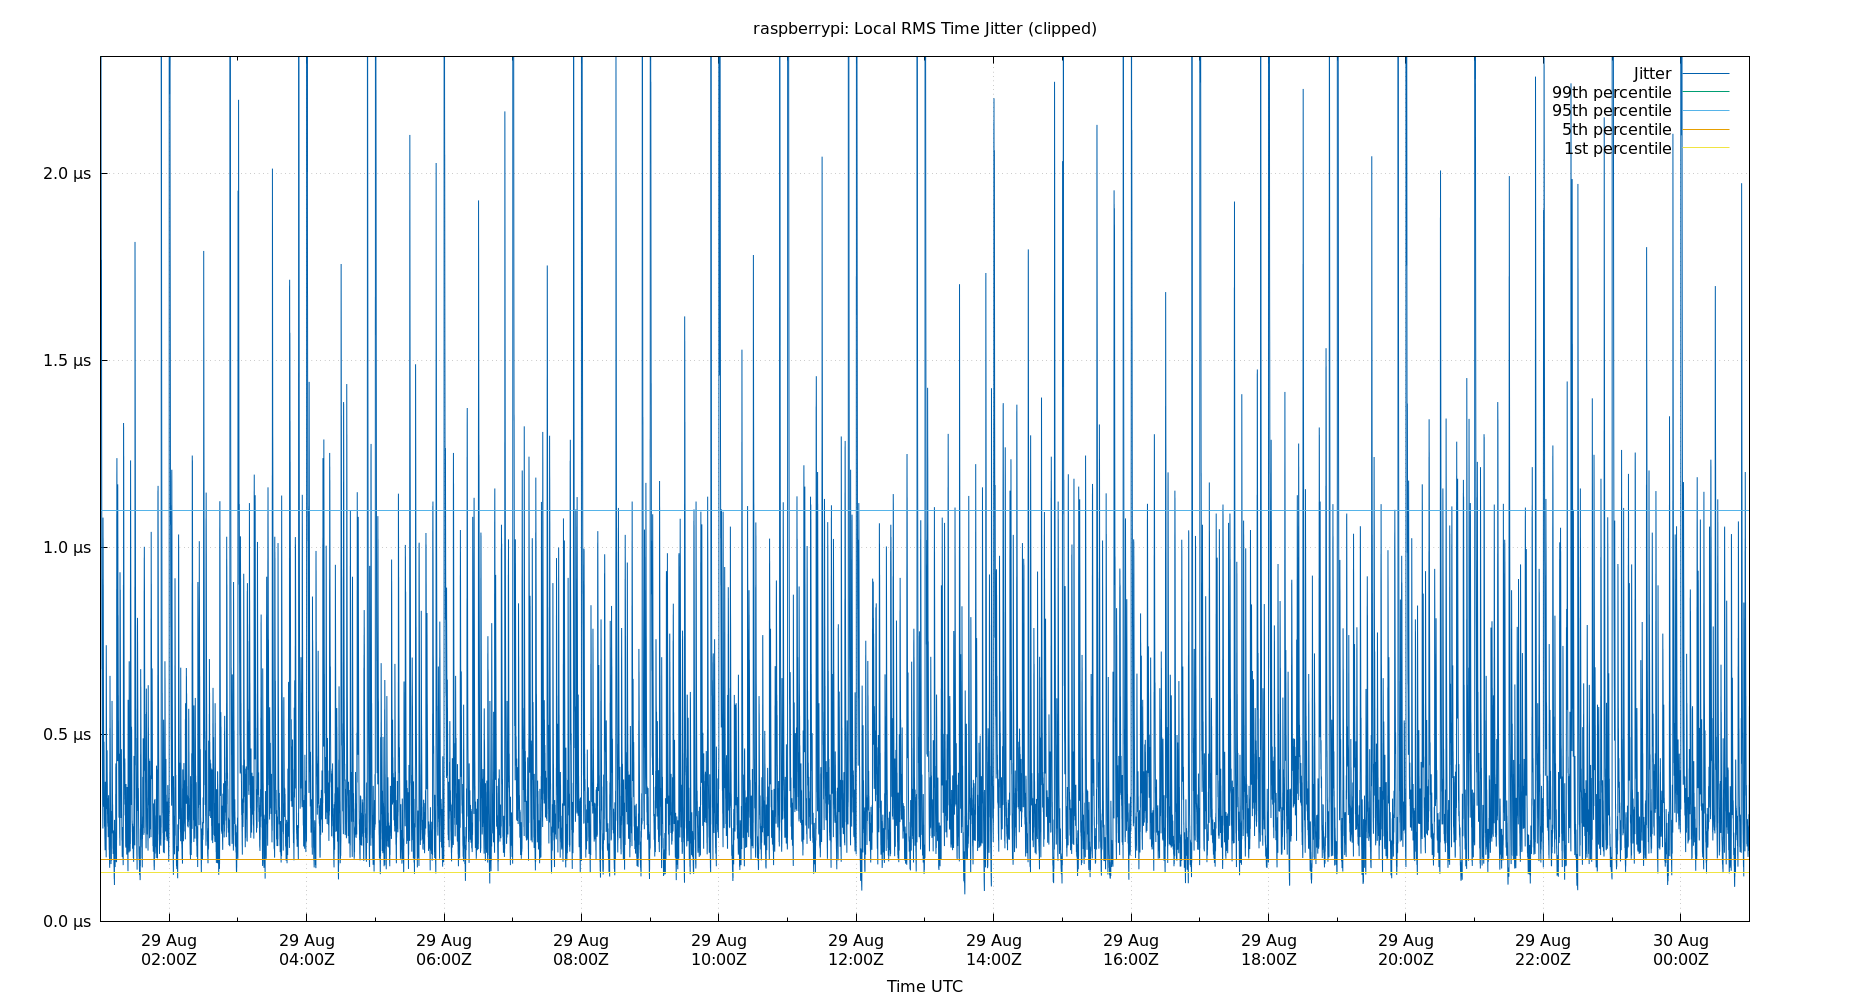 raspberrypi: Local RMS Time Jitter (clipped)
Jitter
99th percentile
95th percentile
5th percentile
1st percentile
2.0 μs
1.5 μs
1.0 μs
0.5 μs
0.0 μs
29 Aug 29 Aug 29 Aug 29 Aug 29 Aug 29 Aug 29 Aug 29 Aug 29 Aug 29 Aug 29 Aug 30 Aug
02:00Z 04:00Z 06:00Z 08:00Z 10:00Z 12:00Z 14:00Z 16:00Z 18:00Z 20:00Z 22:00Z 00:00Z
Time UTC